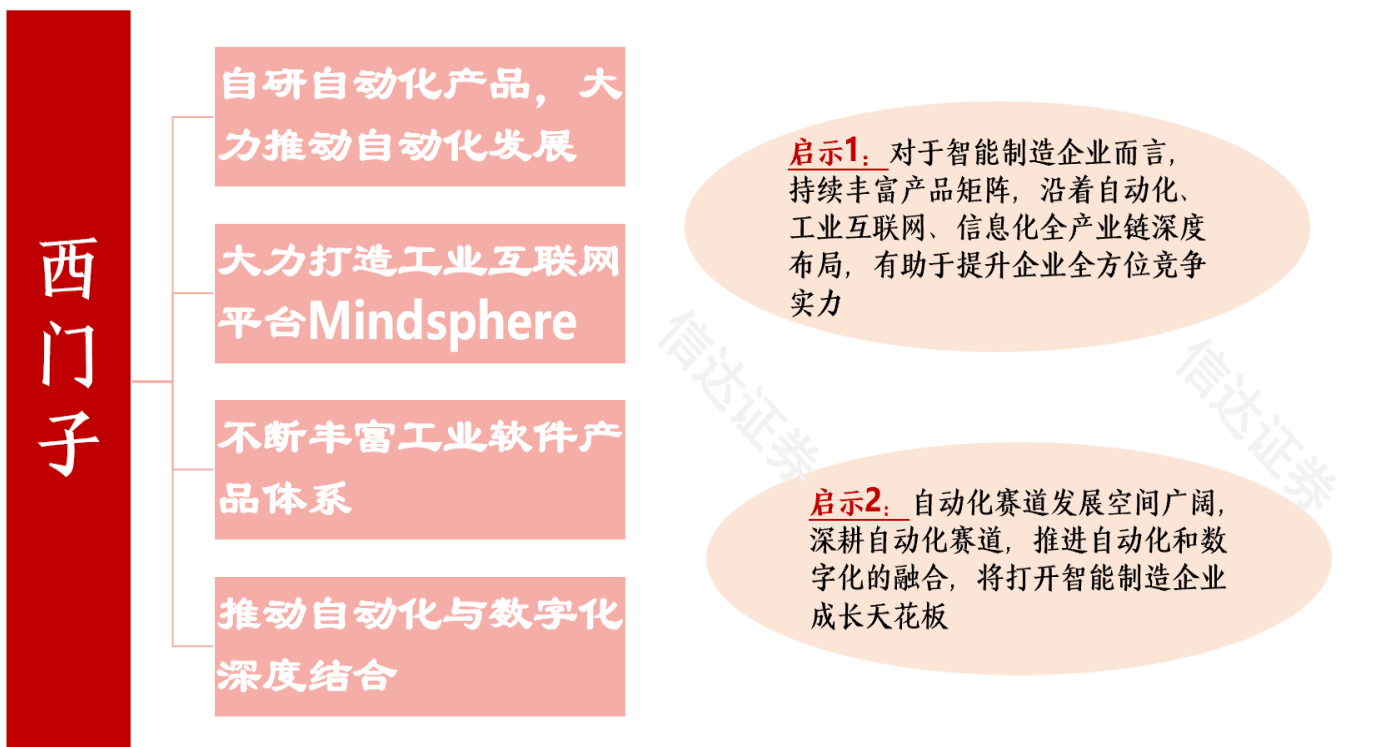 西门子
自研自动化产品，大
力推动自动化发展
大力打造工业互联网
平台Mindsphere
不断丰富工业软件产
品体系
推动自动化与数字化
深度结合
启示1：对于智能制造企业而言，
持续丰富产品矩阵，沿着自动化、
工业互联网、信息化全产业链深度
布局，有助于提升企业全方位竞争
实力
启示2：自动化赛道发展空间广阔，
深耕自动化赛道，推进自动化和数
字化的融合，将打开智能制造企业
成长天花板
信达证券
信达证券